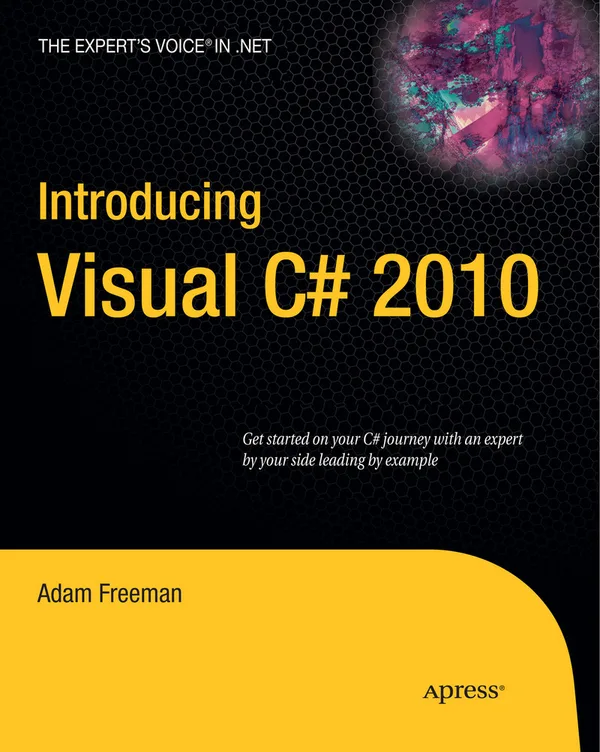 THE EXPERT'S VOICE® IN .NET
Introducing
Visual C# 2010
Get started on your C# journey with an expert
by your side leading by example
Adam Freeman
Apress®